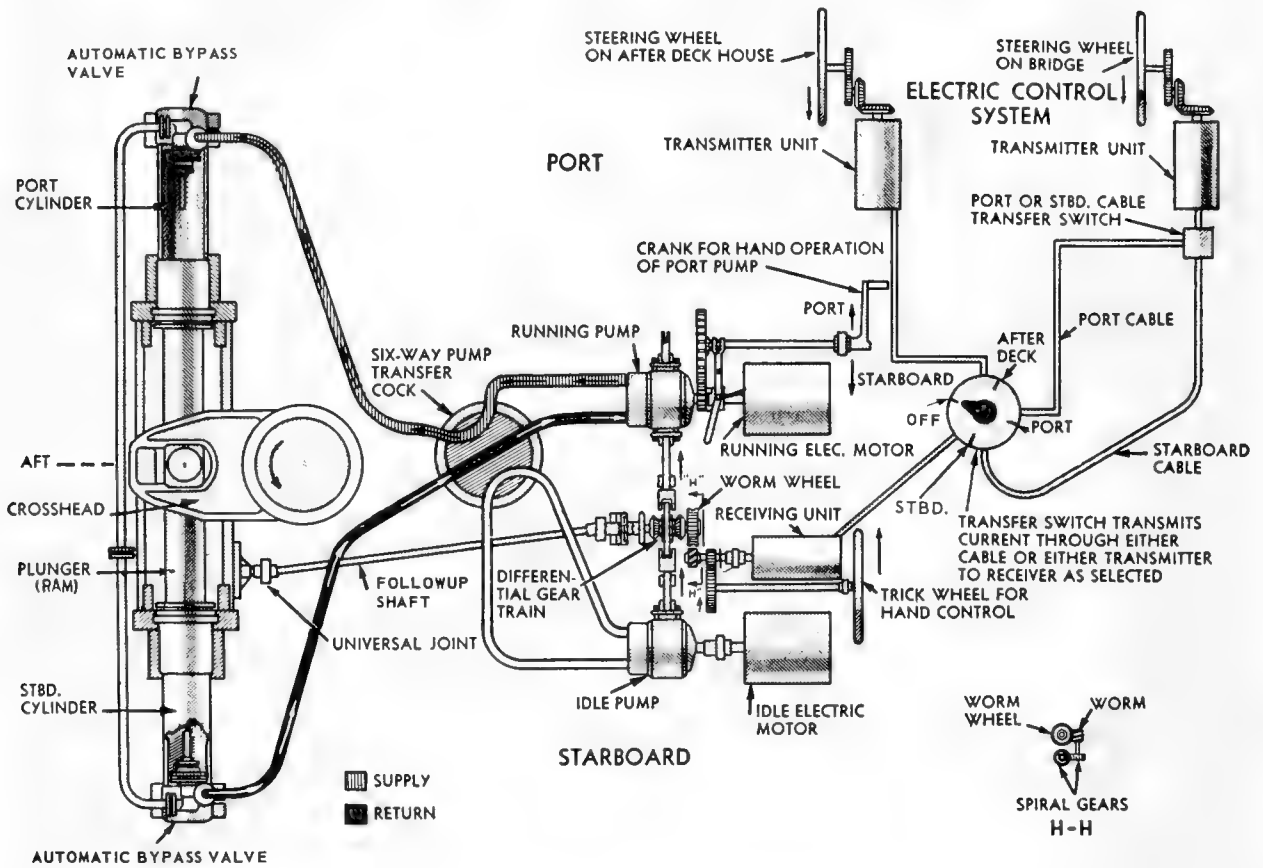 AUTOMATIC BYPASS
VALVE
STEERING WHEEL
ON AFTER DECK HOUSE
STEERING WHEEL
ON BRIDGE
ELECTRIC CONTROL
SYSTEM
TRANSMITTER UNIT
TRANSMITTER UNIT
PORT
PORT
CYLINDER
PORT OR STBD. CABLE
TRANSFER SWITCH
CRANK FOR HAND OPERATION
OF PORT PUMP
PORT
RUNNING PUMP
PORT CABLE
AFTER
DECK
SIX-WAY PUMP
TRANSFER
COCK
STARBOARD
OFF
PORT
RUNNING ELEC. MOTOR
STARBOARD
CABLE
AFT
"H"
WORM WHEEL
STBD.
CROSSHEAD
RECEIVING UNIT
TRANSFER SWITCH TRANSMITS
CURRENT THROUGH EITHER
CABLE OR EITHER TRANSMITTER
TO RECEIVER AS SELECTED
PLUNGER
(RAM)
FOLLOWUP
SHAFT
DIFFEREN-
TIAL GEAR
TRAIN
"H"
TRICK WHEEL FOR
HAND CONTROL
UNIVERSAL JOINT
STBD.
CYLINDER
IDLE PUMP
IDLE ELECTRIC
MOTOR
WORM
WHEEL
WORM
STARBOARD
SUPPLY
RETURN
SPIRAL GEARS
H-H
AUTOMATIC BYPASS VALVE